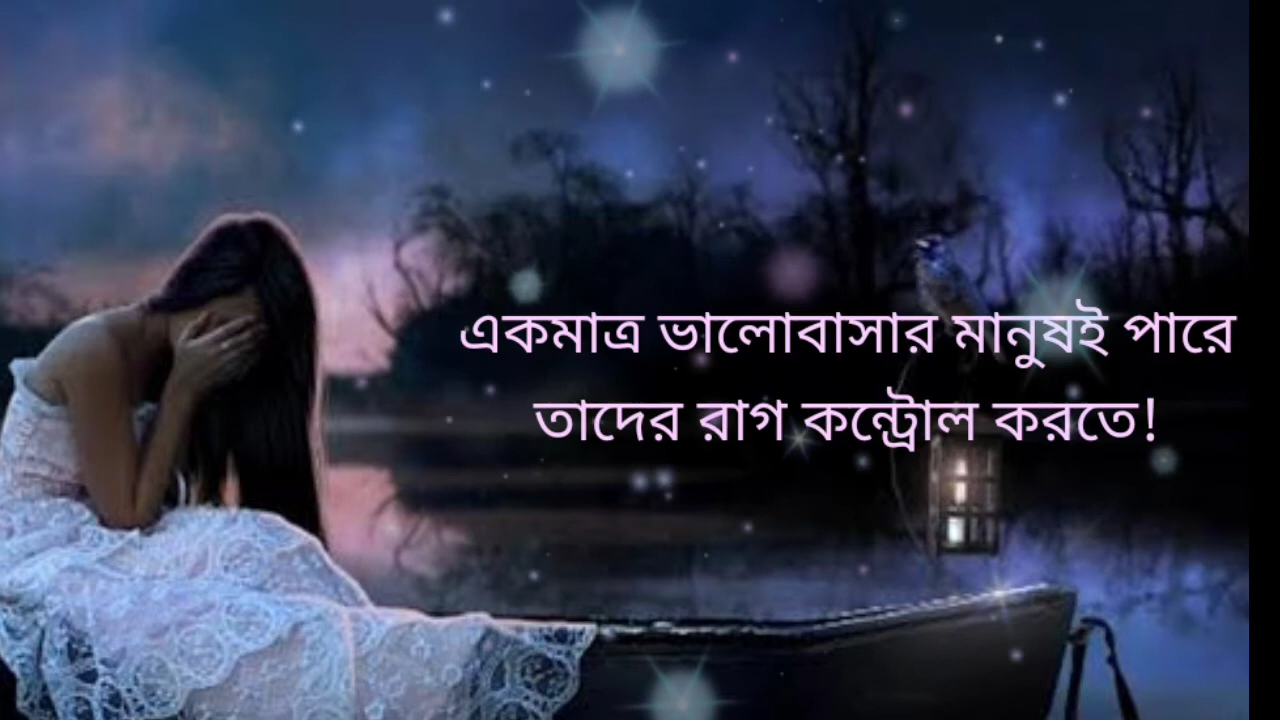 একমাত্র ভালোবাসার মানুষই পারে
তাদের রাগ কন্ট্রোল করতে!